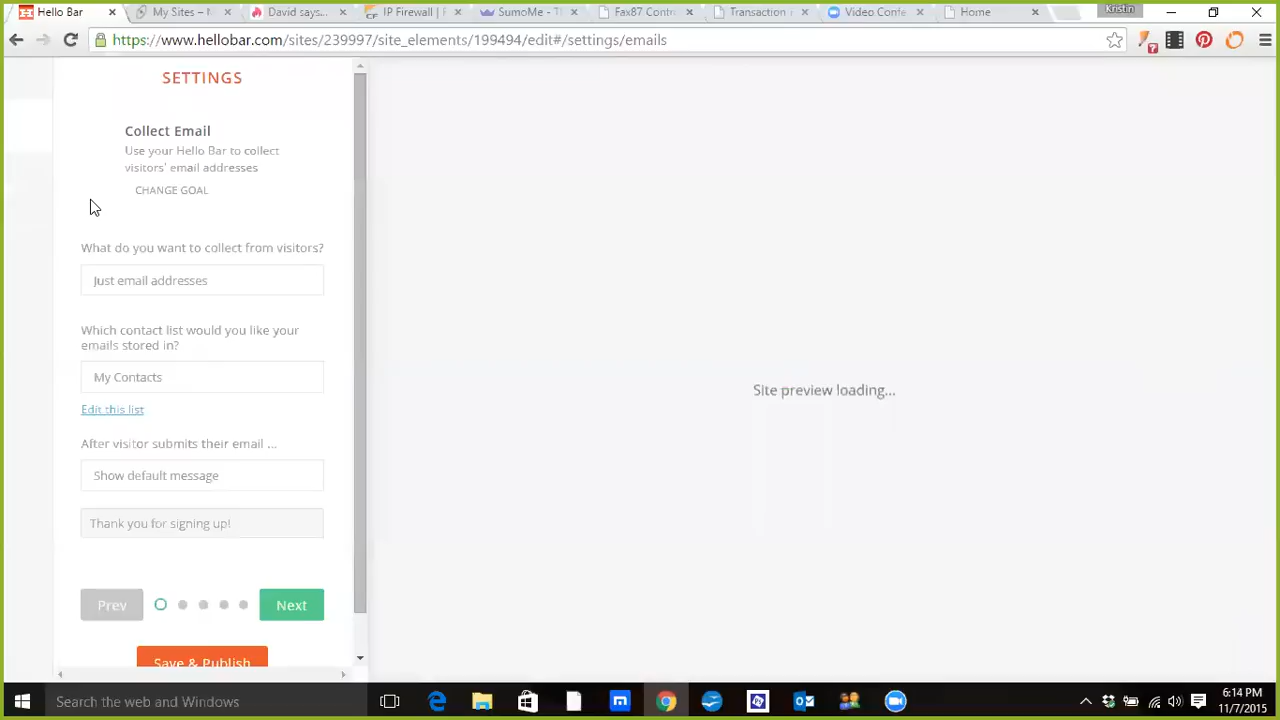 Hello Bar
My Sites – N
David says...
IP Firewall | F
SumoMe - Th
Fax87 Contr
Transaction
Video Confe
Home
Kristin
https://www.hellobar.com/sites/239997/site_elements/199494/edit#/settings/emails
SETTINGS
Collect Email
Use your Hello Bar to collect
visitors' email addresses
CHANGE GOAL
What do you want to collect from visitors?
Just email addresses
Which contact list would you like your
emails stored in?
My Contacts
Edit this list
After visitor submits their email ...
Show default message
Thank you for signing up!
Prev
Next
Save & Publish
Site preview loading...
Search the web and Windows
6:14 PM
11/7/2015